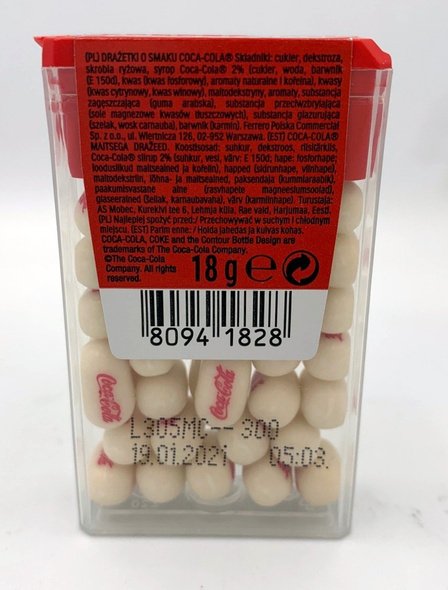 (PL) DRAŻETKI O SMAKU COCA-COLA® Składniki: cukier, dekstroza,
skrobia ryżowa, syrop Coca-Cola® 2% (cukier, woda, barwnik
(E 150d), kwas (kwas fosforowy), aromaty naturalne i kofeina), kwasy
(kwas cytrynowy, kwas winowy), maltodekstryny, aromaty, substancja
zagęszczająca (guma arabska), substancja przeciwzbrylająca
(sole magnezowe kwasów tłuszczowych), substancja glazurująca
(szelak, wosk carnauba), barwnik (karmin). Ferrero Polska Commercial
Sp. z o.o., ul. Wiertnicza 126, 02-952 Warszawa. (EST) COCA-COLA®
MAITSEGA DRAŽEED. Koostisosad: suhkur, dekstroos, riisitärklis,
Coca-Cola® siirup 2% (suhkur, vesi, värv: E 150d; hape: fosforhape;
looduslikud maitseained ja kofeiin), happed (sidrunhape, viinhape),
maltodekstriin, lõhna- ja maitseained, paksendaja (kummiaraabik),
paakumisvastane aine (rasvhapete magneesiumsoolad),
glaseerained (šellak, karnaubavaha), värv (karmiinhape). Turustaja:
AS Mobec, Kurekivi tee 6, Lehmja küla, Rae vald, Harjumaa, Eesti.
(PL) Najlepiej spożyć przed:/ Przechowywać w suchym i chłodnym
miejscu. (EST) Parim enne: / Hoida jahedas ja kuivas kohas.
COCA-COLA, COKE and the Contour Bottle Design are
trademarks of The Coca-Cola Company.
©The Coca-Cola
Company. All rights
reserved.
18 g e
8094 1828
Coca-Cola
Coca-Cola
L305MC-- 300
19.01.2021 05:03